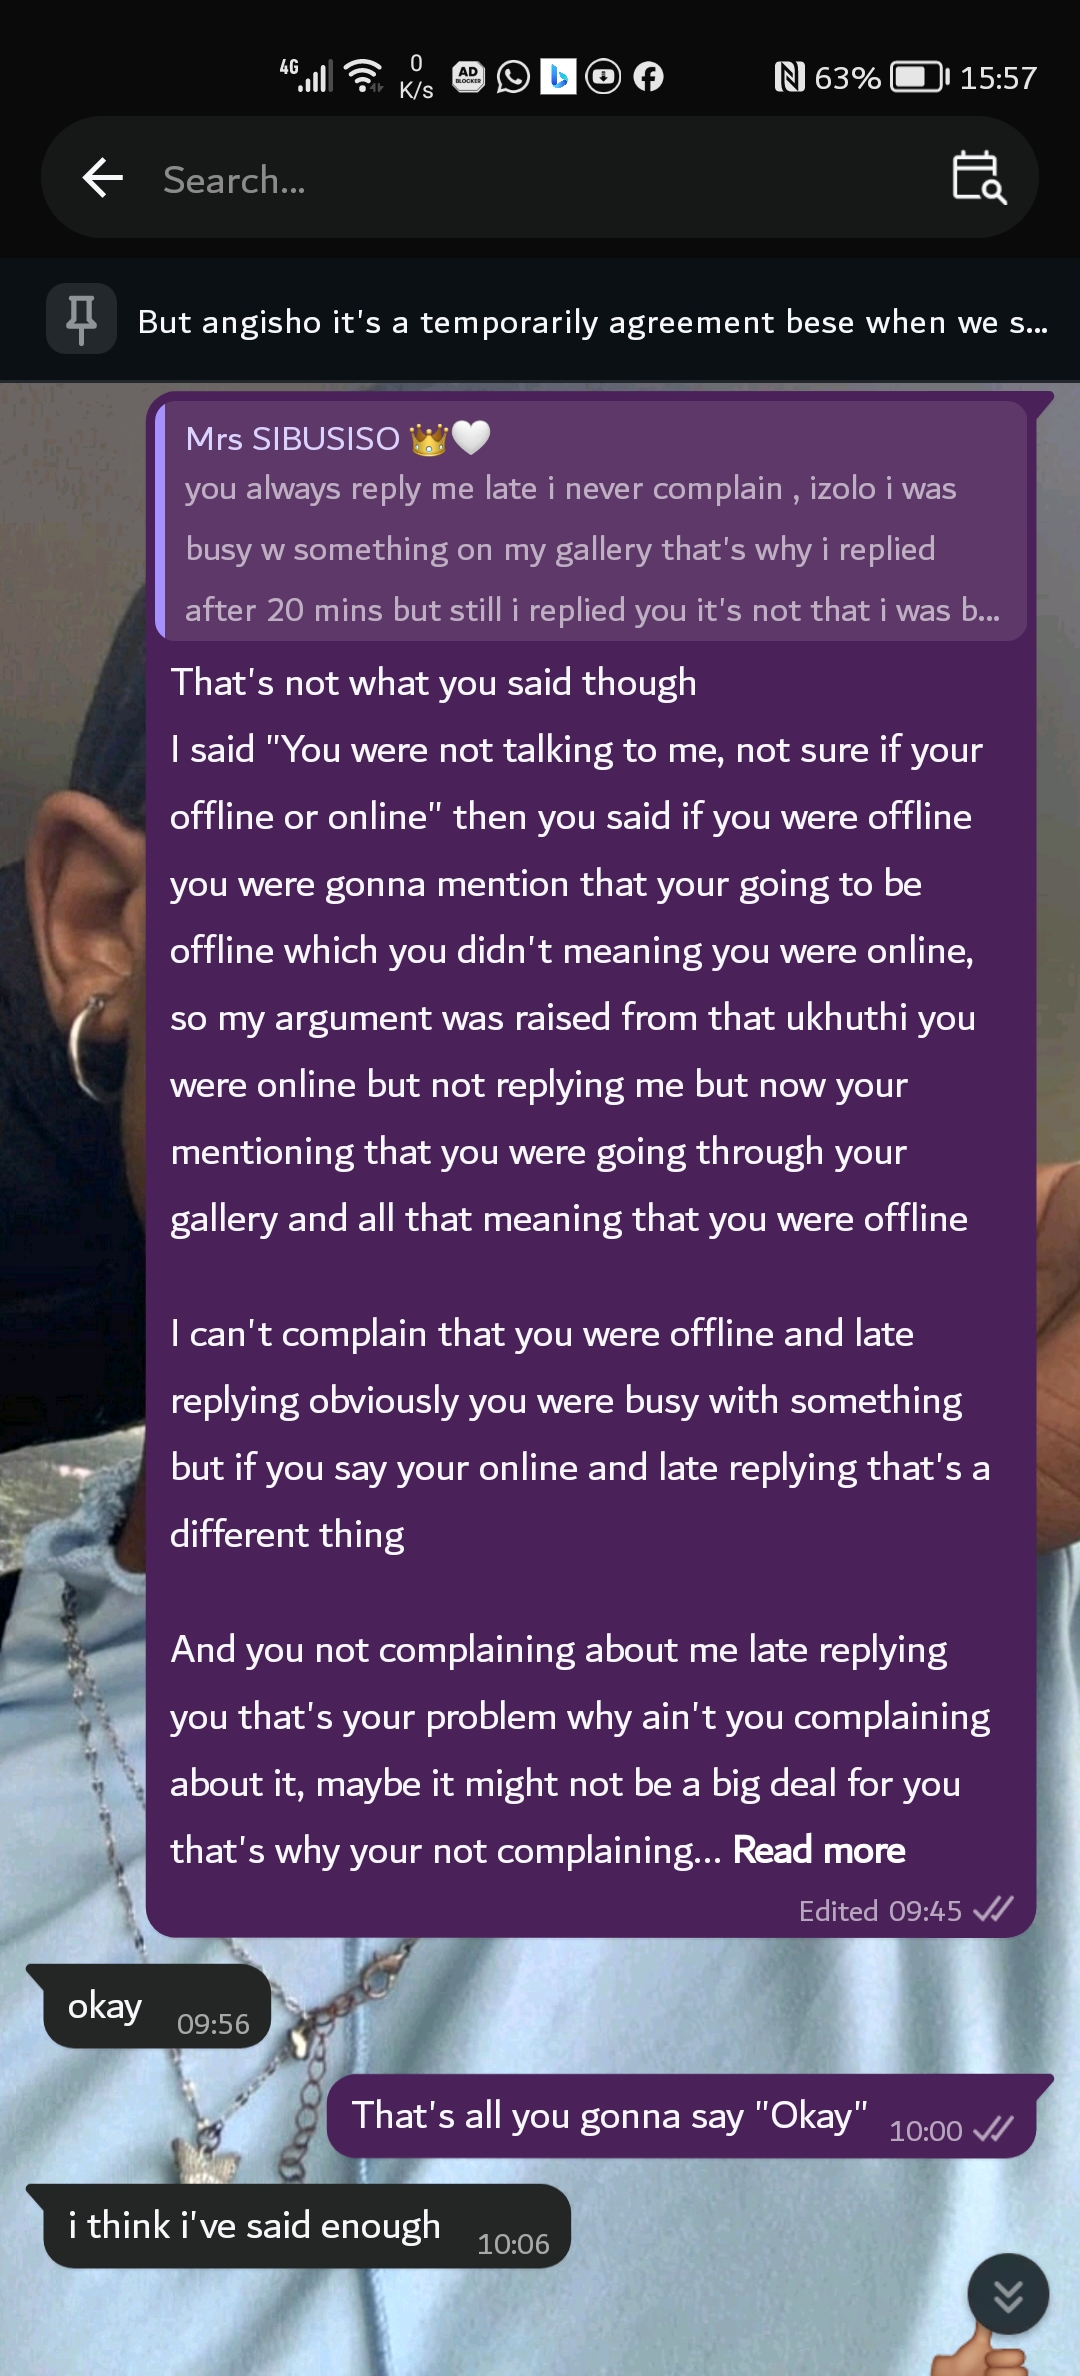 4G 0 K/s AD BLOCKER 63% 15:57
Search...
But angisho it's a temporarily agreement bese when we s...
Mrs SIBUSISO 👑🤍
you always reply me late i never complain , izolo i was
busy w something on my gallery that's why i replied
after 20 mins but still i replied you it's not that i was b...
That's not what you said though
I said "You were not talking to me, not sure if your
offline or online" then you said if you were offline
you were gonna mention that your going to be
offline which you didn't meaning you were online,
so my argument was raised from that ukhuthi you
were online but not replying me but now your
mentioning that you were going through your
gallery and all that meaning that you were offline
I can't complain that you were offline and late
replying obviously you were busy with something
but if you say your online and late replying that's a
different thing
And you not complaining about me late replying
you that's your problem why ain't you complaining
about it, maybe it might not be a big deal for you
that's why your not complaining... Read more
Edited 09:45
okay 09:56
That's all you gonna say "Okay" 10:00
i think i've said enough 10:06